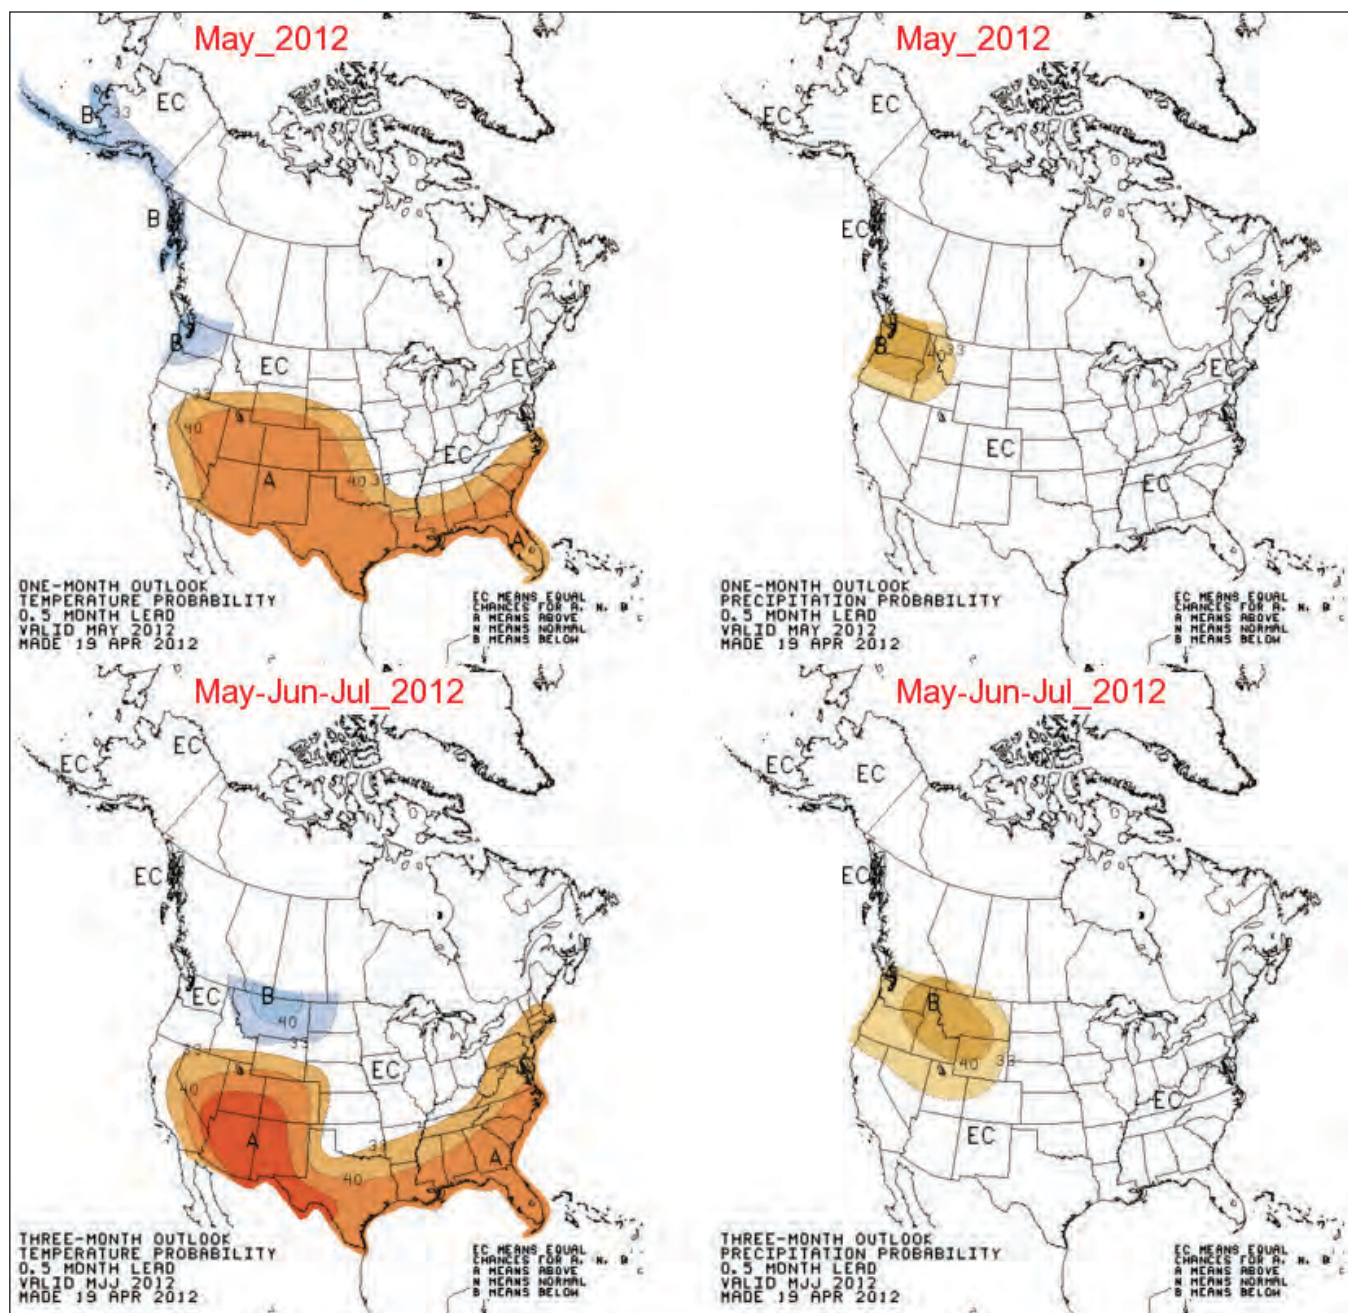 May_2012
May_2012
EC
B
33
B
B
EC
EC
33
40
A
EC
40 33
A
ONE-MONTH OUTLOOK
TEMPERATURE PROBABILITY
0.5 MONTH LEAD
VALID MAY 2012
MADE 19 APR 2012
EC MEANS EQUAL
CHANCES FOR A, N, B
A MEANS ABOVE
N MEANS NORMAL
B MEANS BELOW
EC
EC
EC
B
40
33
EC
EC
EC
ONE-MONTH OUTLOOK
PRECIPITATION PROBABILITY
0.5 MONTH LEAD
VALID MAY 2012
MADE 19 APR 2012
EC MEANS EQUAL
CHANCES FOR A, N, B
A MEANS ABOVE
N MEANS NORMAL
B MEANS BELOW
May-Jun-Jul_2012
May-Jun-Jul_2012
EC
EC
EC
EC
B
40
33
33
40
EC
A
33
40
A
THREE-MONTH OUTLOOK
TEMPERATURE PROBABILITY
0.5 MONTH LEAD
VALID MJJ 2012
MADE 19 APR 2012
EC MEANS EQUAL
CHANCES FOR A, N, B
A MEANS ABOVE
N MEANS NORMAL
B MEANS BELOW
EC
EC
EC
B
40
33
EC
EC
THREE-MONTH OUTLOOK
PRECIPITATION PROBABILITY
0.5 MONTH LEAD
VALID MJJ 2012
MADE 19 APR 2012
EC MEANS EQUAL
CHANCES FOR A, N, B
A MEANS ABOVE
N MEANS NORMAL
B MEANS BELOW